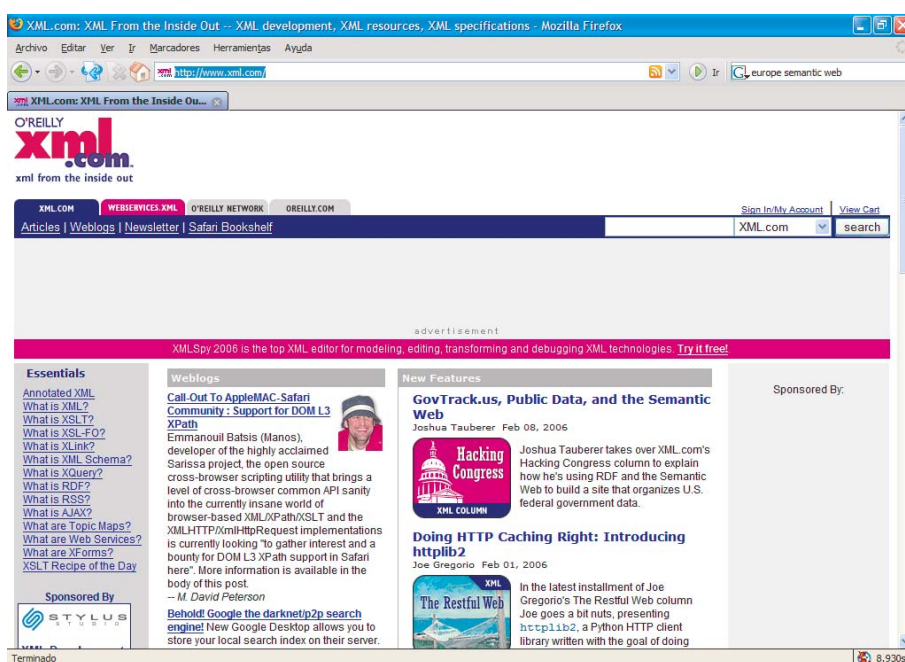 XML.com: XML From the Inside Out -- XML development, XML resources, XML specifications - Mozilla Firefox
Archivo Editar Ver Ir Marcadores Herramientas Ayuda
http://www.xml.com/
Ir
europe semantic web
XML.com: XML From the Inside Ou...
O'REILLY
xml
.com
xml from the inside out
XML.COM WEBSERVICES.XML O'REILLY NETWORK OREILLY.COM
Sign In/My Account | View Cart
Articles | Weblogs | Newsletter | Safari Bookshelf
XML.com search
advertisement
XMLSpy 2006 is the top XML editor for modeling, editing, transforming and debugging XML technologies. Try it free!
Essentials
Annotated XML
What is XML?
What is XSLT?
What is XSL-FO?
What is XLink?
What is XML Schema?
What is XQuery?
What is RDF?
What is RSS?
What is AJAX?
What are Topic Maps?
What are Web Services?
What are XForms?
XSLT Recipe of the Day
Sponsored By
STYLUS
STUDIO
Weblogs
Call-Out To AppleMAC-Safari
Community : Support for DOM L3
XPath
Emmanouil Batsis (Manos),
developer of the highly acclaimed
Sarissa project, the open source
cross-browser scripting utility that brings a
level of cross-browser common API sanity
into the currently insane world of
browser-based XML/XPath/XSLT and the
XMLHTTP/XmlHttpRequest implementations
is currently looking "to gather interest and a
bounty for DOM L3 XPath support in Safari
here". More information is available in the
body of this post.
-- M. David Peterson
Behold! Google the darknet/p2p search
engine! New Google Desktop allows you to
store your local search index on their server.
New Features
GovTrack.us, Public Data, and the Semantic
Web
Joshua Tauberer Feb 08, 2006
Hacking
Congress
XML COLUMN
Joshua Tauberer takes over XML.com's
Hacking Congress column to explain
how he's using RDF and the Semantic
Web to build a site that organizes U.S.
federal government data.
Doing HTTP Caching Right: Introducing
httplib2
Joe Gregorio Feb 01, 2006
XML
The Restful Web
In the latest installment of Joe
Gregorio's The Restful Web column
Joe goes a bit nuts, presenting
httplib2, a Python HTTP client
library written with the goal of doing
Sponsored By:
Terminado
8.930s